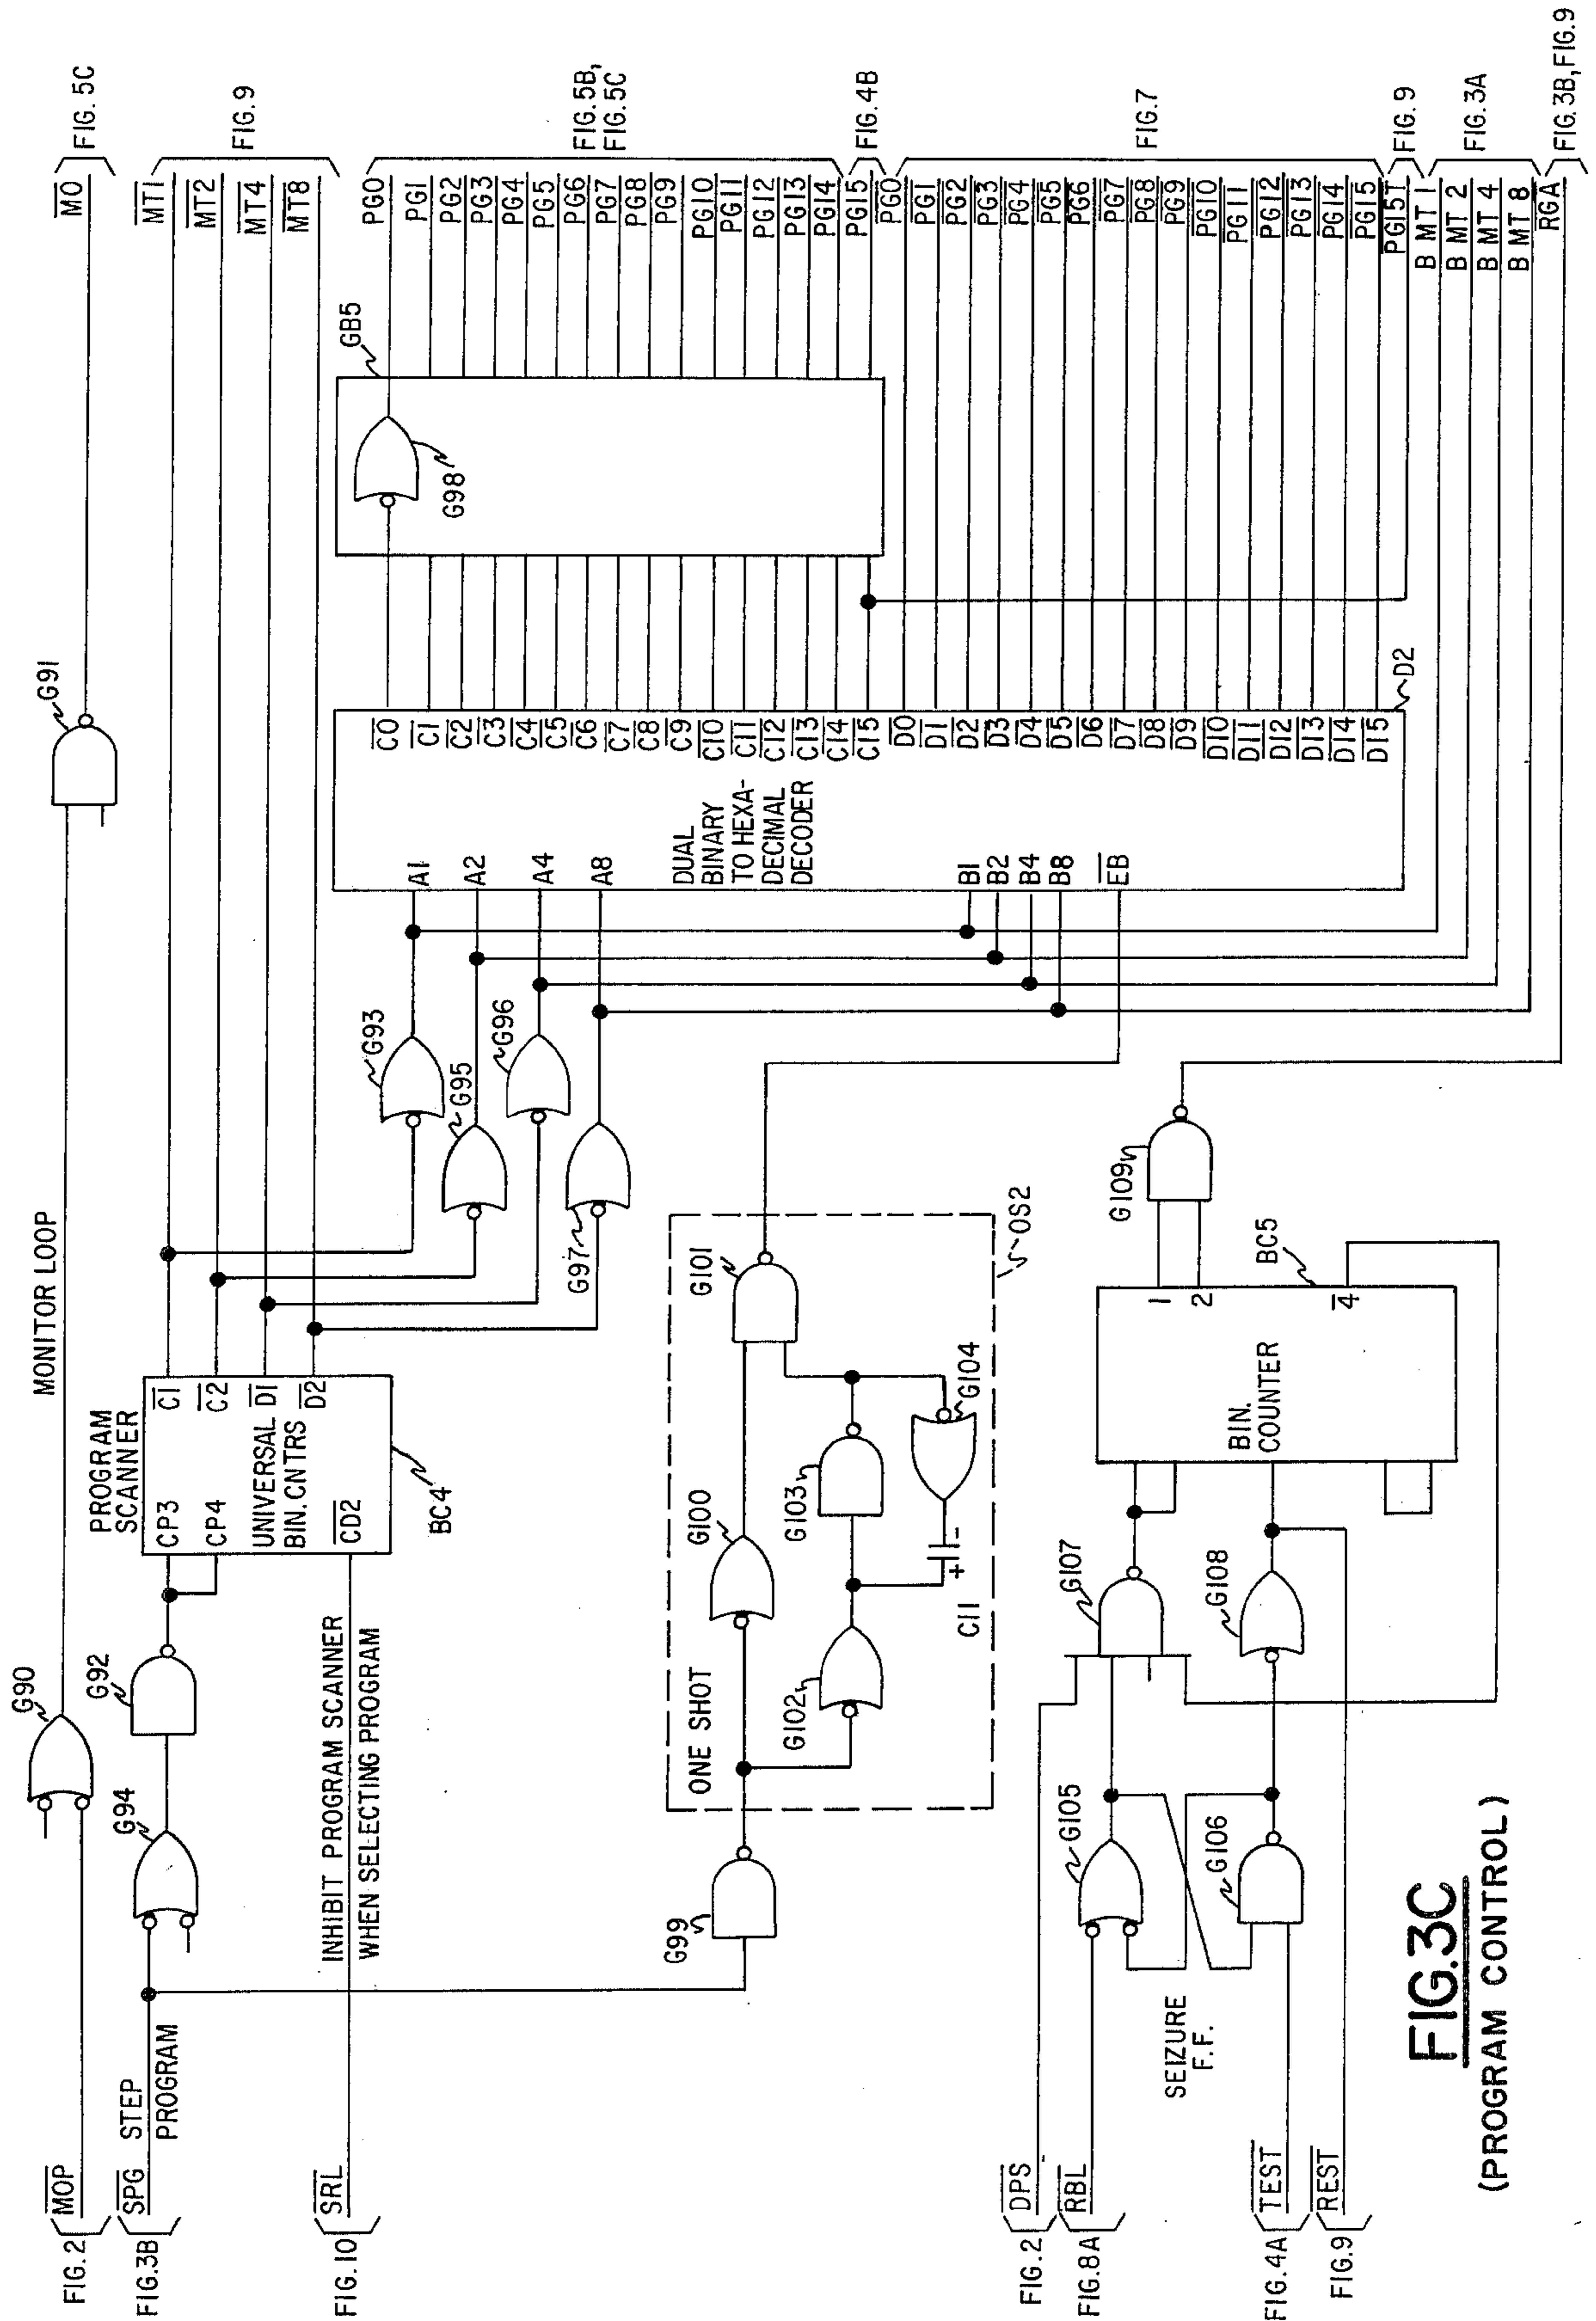 FIG. 2
MOP
G90
MONITOR LOOP
G91
MO
FIG. 5C
FIG.3B
SPG STEP
PROGRAM
G94
G92
PROGRAM
SCANNER
CP3
CP4
UNIVERSAL
BIN. CNTRS
CD2
C1
C2
D1
D2
BC4
MT1
MT2
MT4
MT8
FIG. 9
FIG.10
SRL
INHIBIT PROGRAM SCANNER
WHEN SELECTING PROGRAM
G93
G95
G96
G97
A1
A2
A4
A8
DUAL
BINARY
TO HEXA-
DECIMAL
DECODER
B1
B2
B4
B8
EB
C0
C1
C2
C3
C4
C5
C6
C7
C8
C9
C10
C11
C12
C13
C14
C15
D0
D1
D2
D3
D4
D5
D6
D7
D8
D9
D10
D11
D12
D13
D14
D15
D2
G98
GB5
PG0
PG1
PG2
PG3
PG4
PG5
PG6
PG7
PG8
PG9
PG10
PG11
PG12
PG13
PG14
FIG. 5B,
FIG. 5C
PG15
FIG. 4B
PG0
PG1
PG2
PG3
PG4
PG5
PG6
PG7
PG8
PG9
PG10
PG11
PG12
PG13
PG14
PG15
FIG.7
PG15T
FIG. 9
B MT 1
B MT 2
B MT 4
B MT 8
FIG. 3A
RGA
FIG. 3B, FIG. 9
G99
ONE SHOT
G100
G101
G102
G103
G104
C11
+
-
OS2
FIG. 2
DPS
FIG.8A
RBL
SEIZURE
F.F.
G105
G106
G107
G108
BIN.
COUNTER
1
2
4
BC5
G109
FIG.4A
TEST
FIG.9
REST
FIG.3C
(PROGRAM CONTROL)